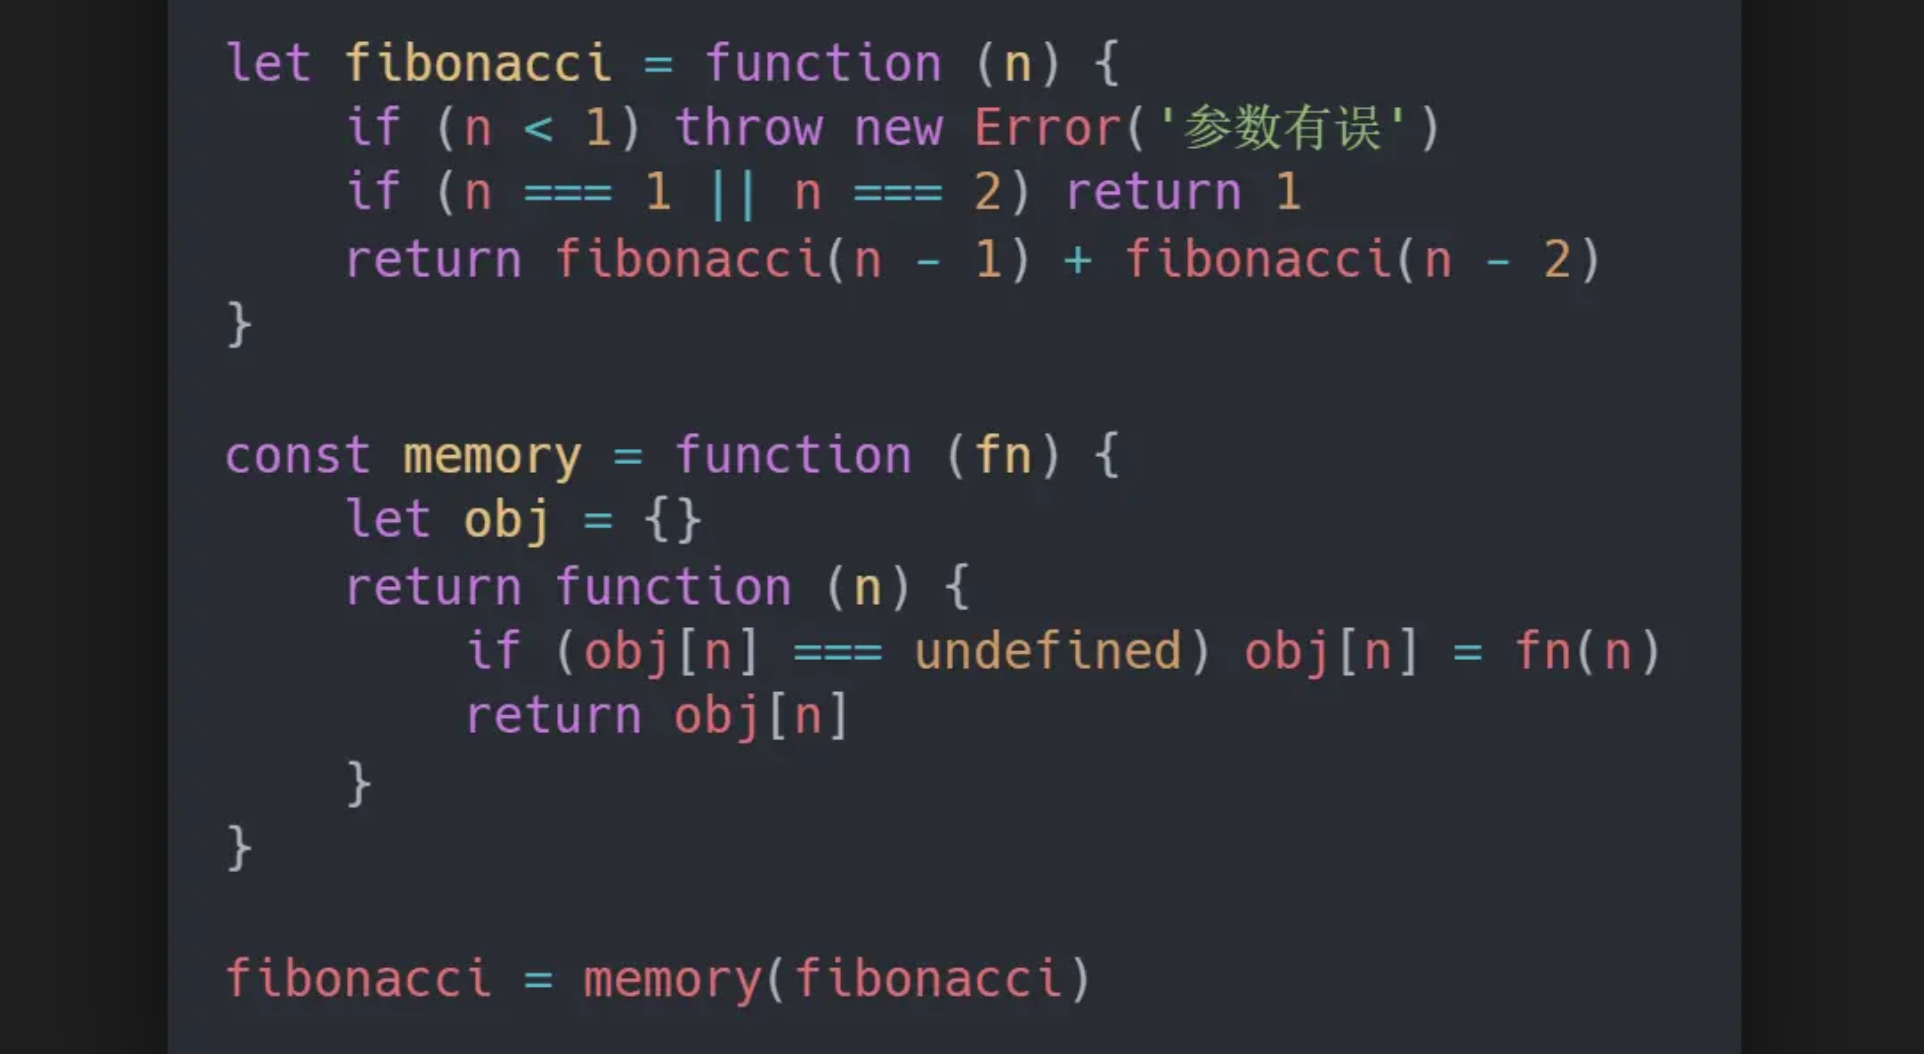 let fibonacci = function (n) {
    if (n < 1) throw new Error('参数有误')
    if (n === 1 || n === 2) return 1
    return fibonacci(n - 1) + fibonacci(n - 2)
}
const memory = function (fn) {
    let obj = {}
    return function (n) {
        if (obj[n] === undefined) obj[n] = fn(n)
        return obj[n]
    }
}
fibonacci = memory(fibonacci)